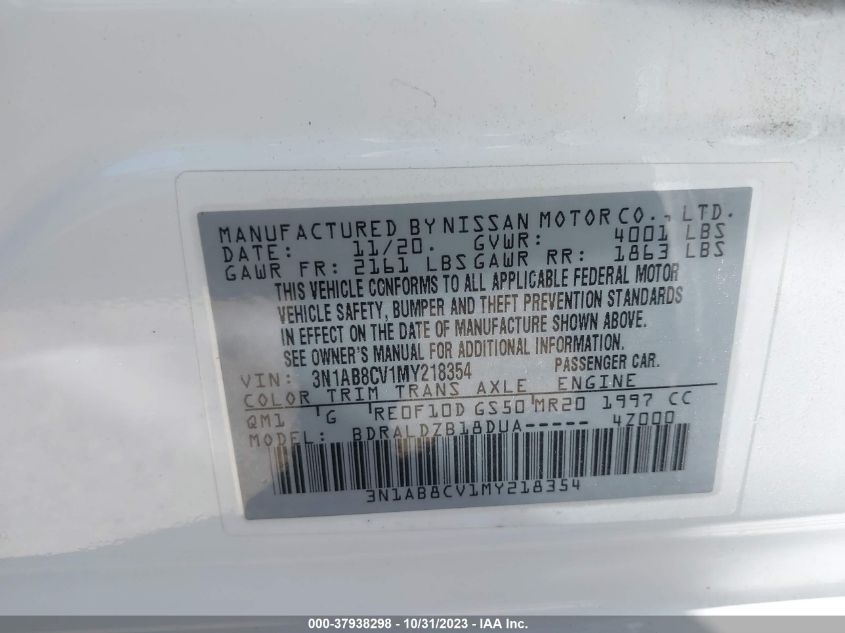 MANUFACTURED BY NISSAN MOTOR CO., LTD.
DATE: 11/20. GVWR: 4001 LBS
GAWR FR: 2161 LBS GAWR RR: 1863 LBS
THIS VEHICLE CONFORMS TO ALL APPLICABLE FEDERAL MOTOR
VEHICLE SAFETY, BUMPER AND THEFT PREVENTION STANDARDS
IN EFFECT ON THE DATE OF MANUFACTURE SHOWN ABOVE.
SEE OWNER'S MANUAL FOR ADDITIONAL INFORMATION.
VIN: 3N1AB8CV1MY218354 PASSENGER CAR.
COLOR TRIM TRANS AXLE ENGINE
QM1 G RE0F10D GS50 MR20 1997 CC
MODEL: BDRALDZB18DUA----- 4Z000
3N1AB8CV1MY218354
000-37938298 - 10/31/2023 - IAA Inc.